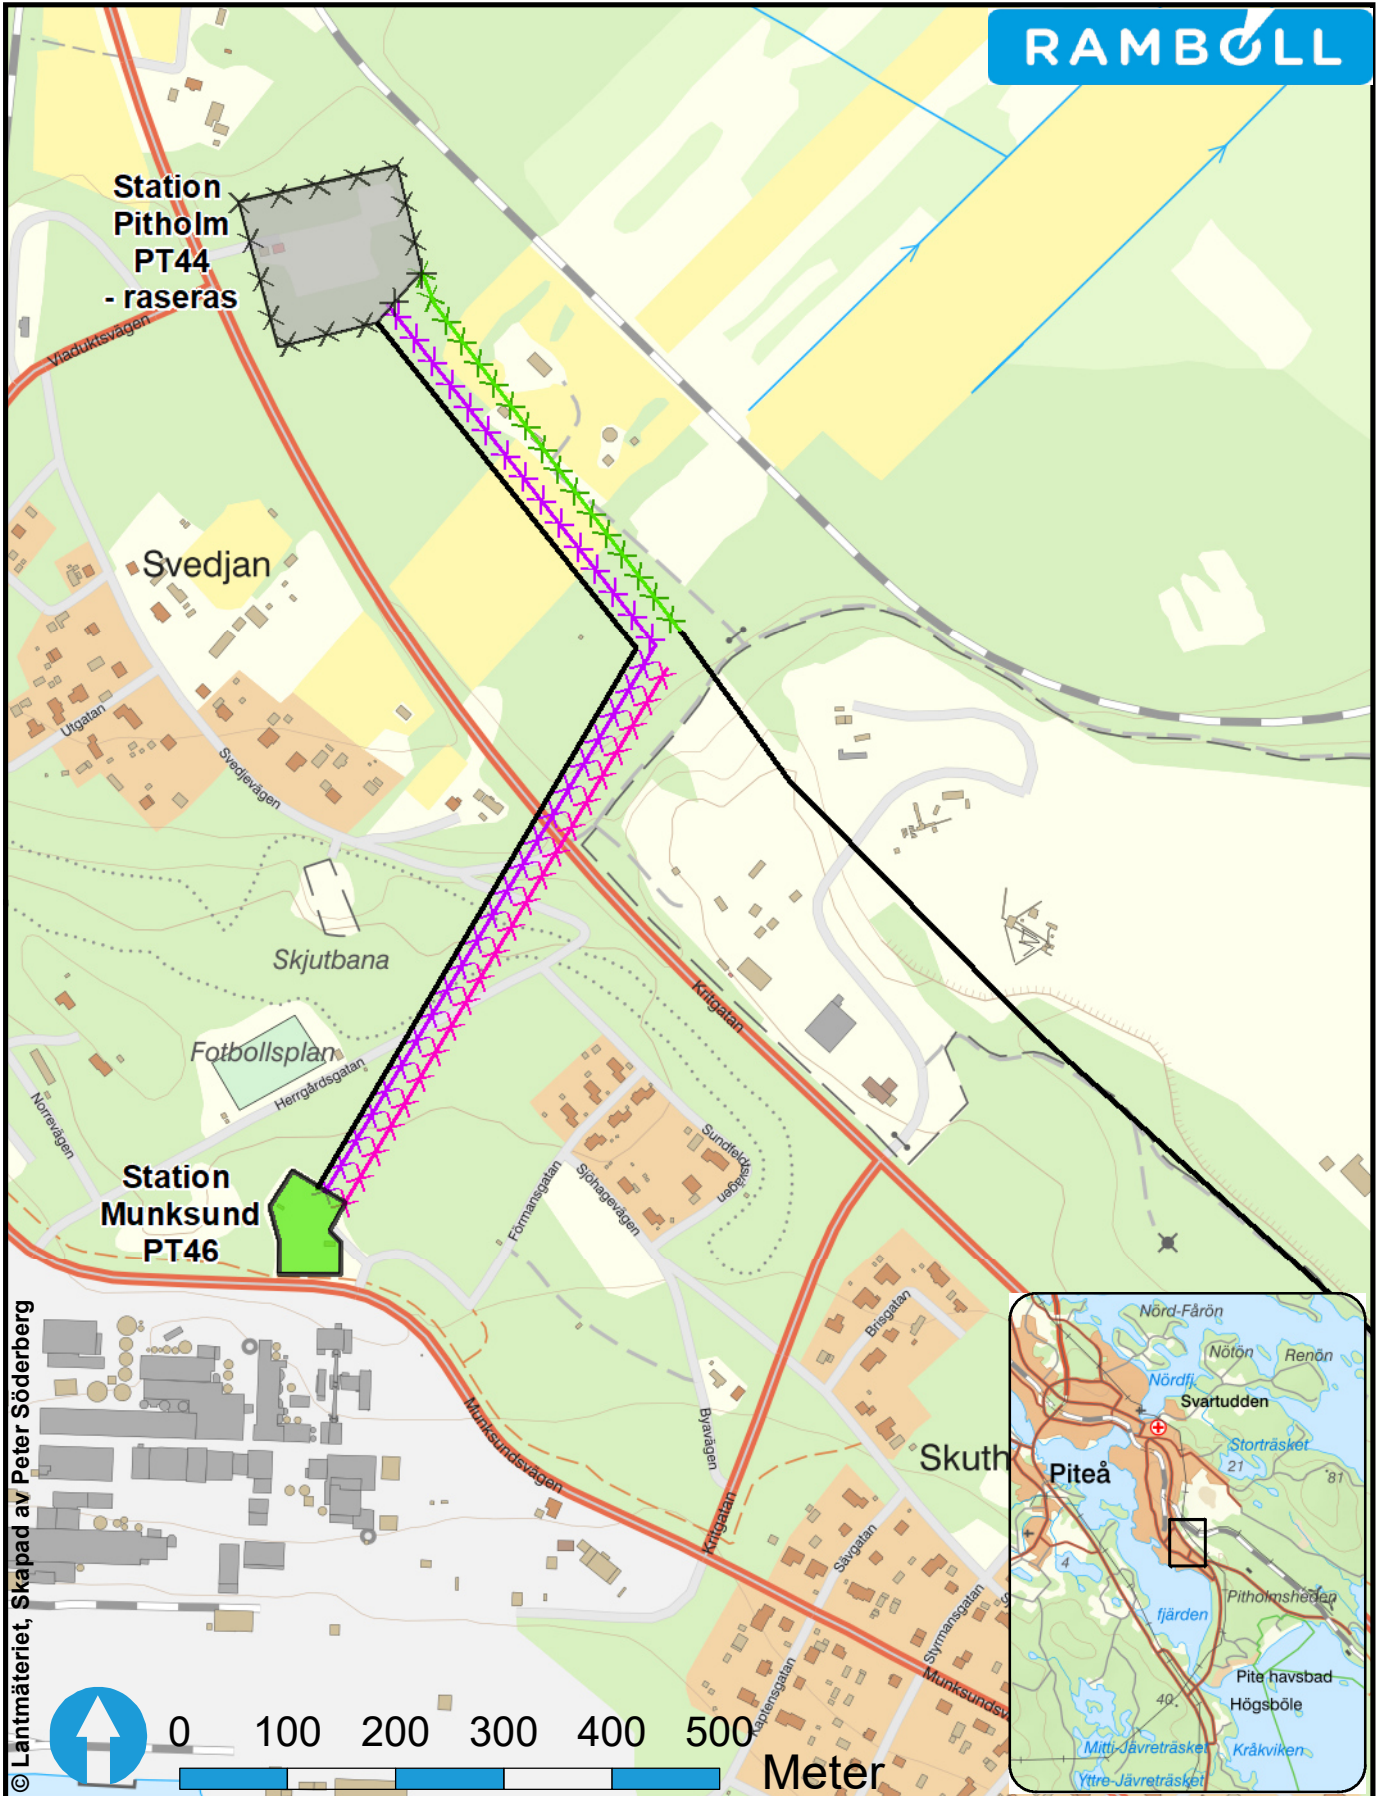 RAMBOLL
Station
Pitholm
PT44
- raseras
Viaduktsvägen
Svedjan
Utgatan
Svedjevägen
Skjutbana
Kritgatan
Fotbollsplan
Herrgårdsgatan
Norrevägen
Sundfeldtsvägen
Sjöhagevägen
Förmansgatan
Station
Munksund
PT46
Brisgatan
Byavägen
Munksundsvägen
Kritgatan
Skuth
Sävgatan
Styrmansgatan
Kaptensgatan
Munksundsv
© Lantmäteriet, Skapad av Peter Söderberg
0 100 200 300 400 500
Meter
Nörd-Fårön
Nötön
Renön
Nördfj.
Svartudden
Storträsket
21
81
Piteå
4
Pitholmsheden
fjärden
Pite havsbad
40
Högsböle
Mitti-Jävreträsket
Kråkviken
Yttre-Jävreträsket